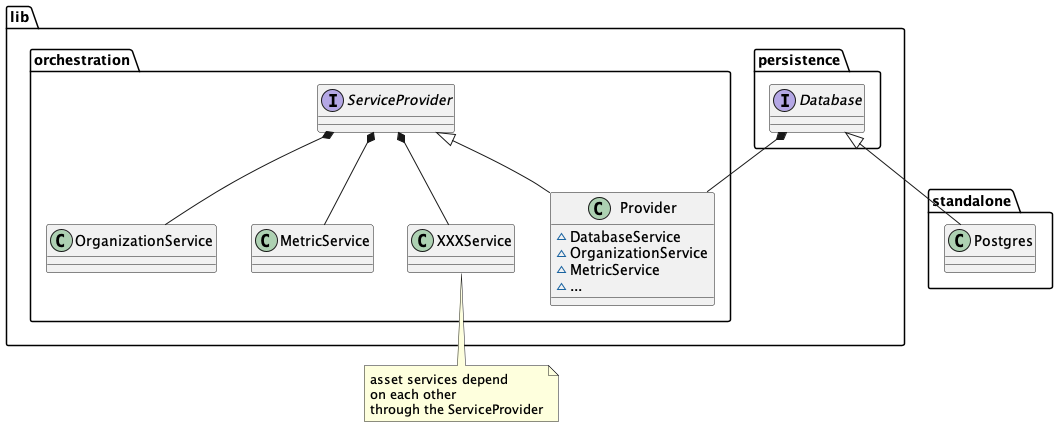 lib
orchestration
persistence
I ServiceProvider
I Database
standalone
C OrganizationService
C MetricService
C XXXService
C Provider
~ DatabaseService
~ OrganizationService
~ MetricService
~ ...
C Postgres
asset services depend
on each other
through the ServiceProvider